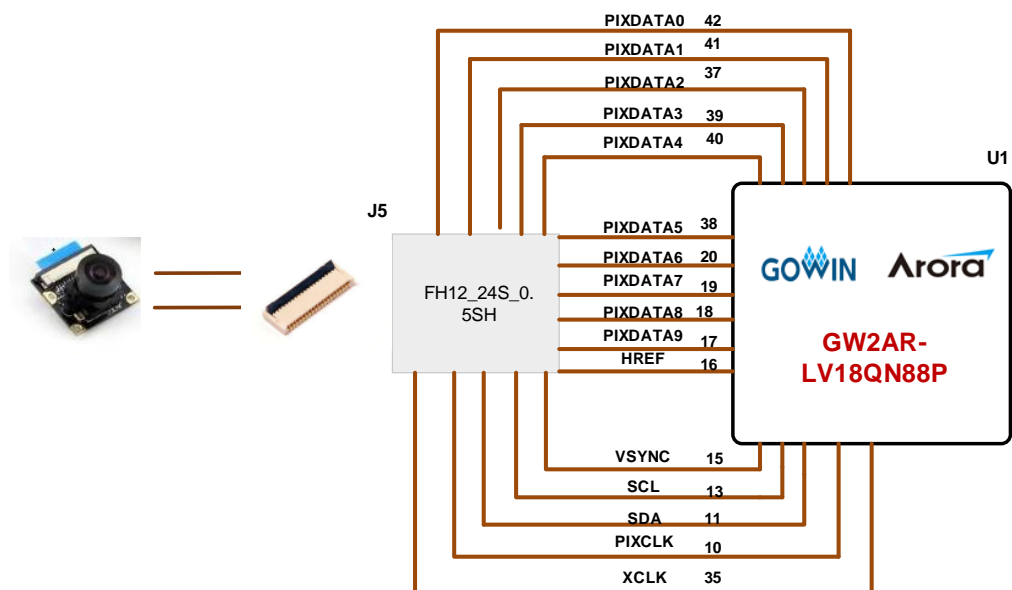 PIXDATA0 42
PIXDATA1 41
PIXDATA2 37
PIXDATA3 39
PIXDATA4 40
U1
J5
PIXDATA5 38
PIXDATA6 20
PIXDATA7 19
PIXDATA8 18
PIXDATA9 17
HREF 16
FH12_24S_0.
5SH
GOWIN Arora
GW2AR-
LV18QN88P
VSYNC 15
SCL 13
SDA 11
PIXCLK 10
XCLK 35